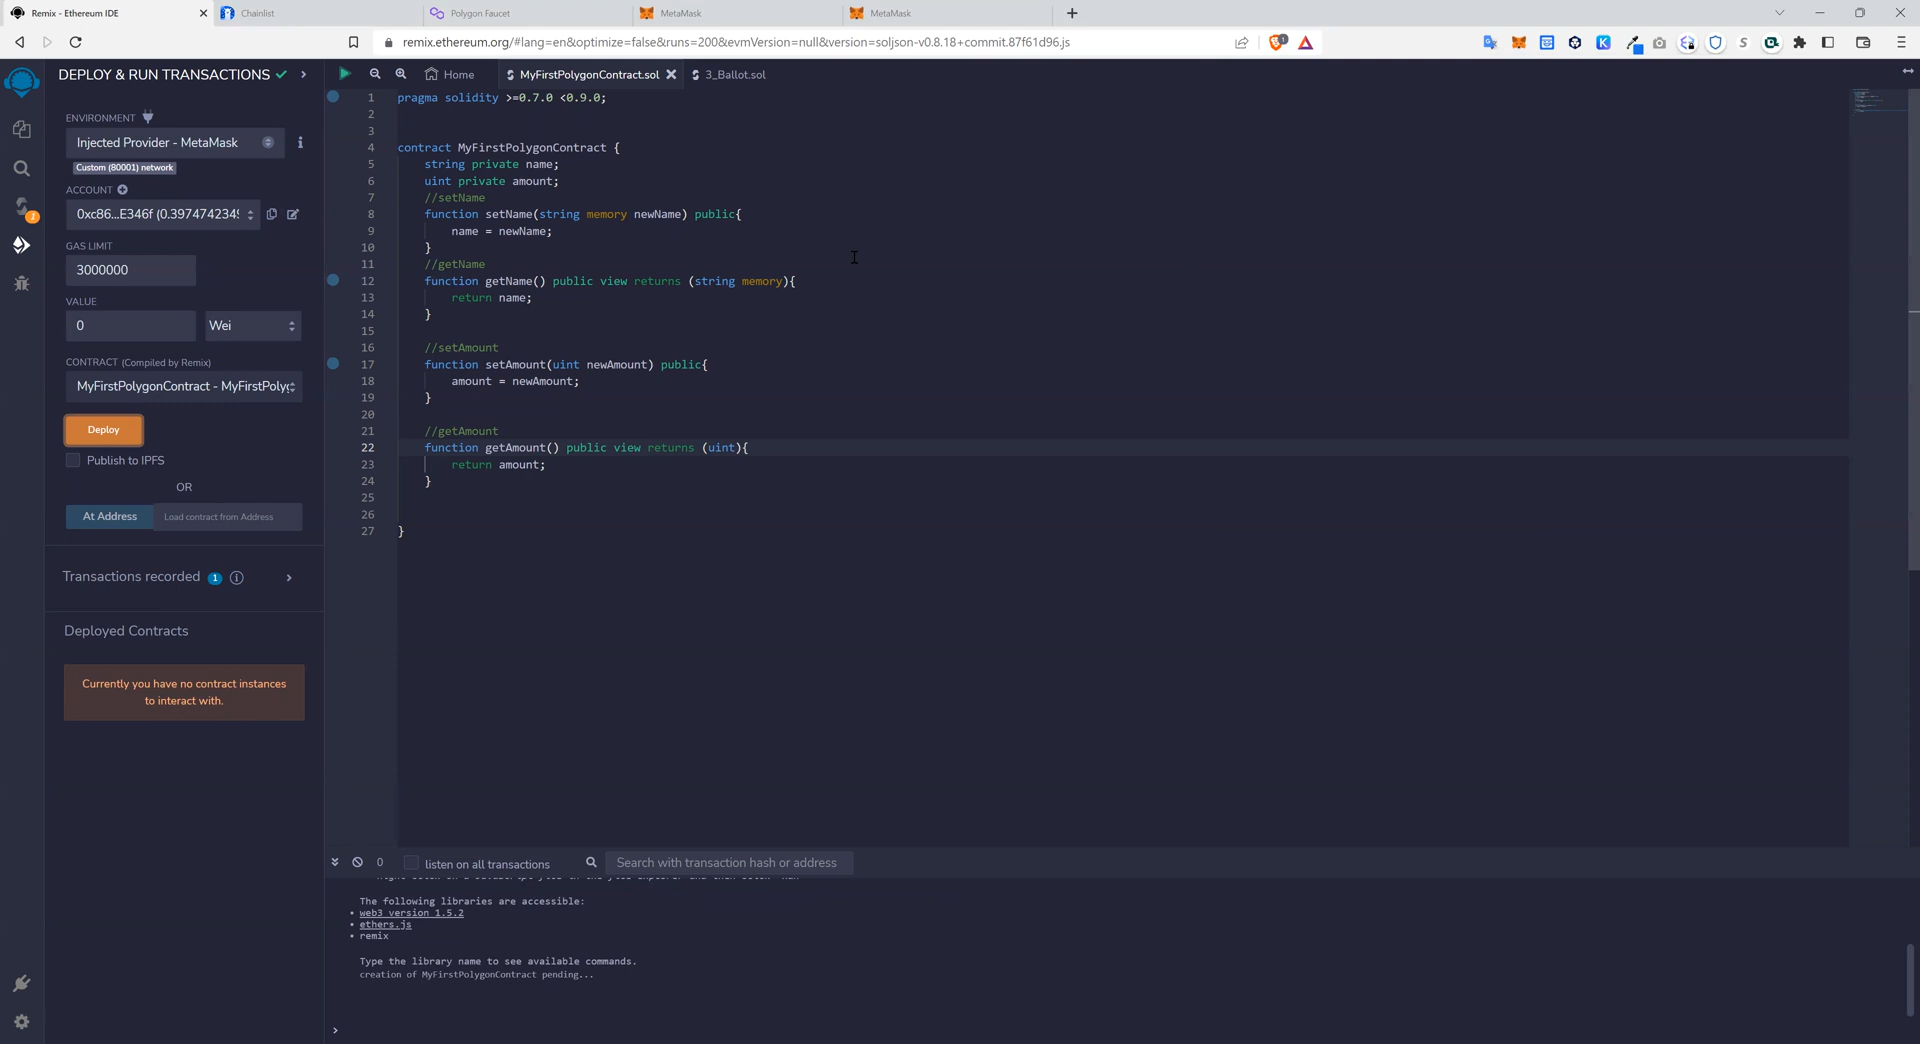 Remix - Ethereum IDE
Chainlist
Polygon Faucet
MetaMask
MetaMask
remix.ethereum.org/#lang=en&optimize=false&runs=200&evmVersion=null&version=soljson-v0.8.18+commit.87f61d96.js
DEPLOY & RUN TRANSACTIONS
ENVIRONMENT
Injected Provider - MetaMask
Custom (80001) network
ACCOUNT
0xc86...E346f (0.3974742349
GAS LIMIT
3000000
VALUE
0
Wei
CONTRACT (Compiled by Remix)
MyFirstPolygonContract - MyFirstPoly
Deploy
Publish to IPFS
OR
At Address
Load contract from Address
Transactions recorded 1
Deployed Contracts
Currently you have no contract instances
to interact with.
Home
MyFirstPolygonContract.sol
3_Ballot.sol
1 pragma solidity >=0.7.0 <0.9.0;
2
3
4 contract MyFirstPolygonContract {
5 string private name;
6 uint private amount;
7 //setName
8 function setName(string memory newName) public{
9 name = newName;
10 }
11 //getName
12 function getName() public view returns (string memory){
13 return name;
14 }
15
16 //setAmount
17 function setAmount(uint newAmount) public{
18 amount = newAmount;
19 }
20
21 //getAmount
22 function getAmount() public view returns (uint){
23 return amount;
24 }
25
26
27 }
0
listen on all transactions
Search with transaction hash or address
The following libraries are accessible:
• web3 version 1.5.2
• ethers.js
• remix
Type the library name to see available commands.
creation of MyFirstPolygonContract pending...
>